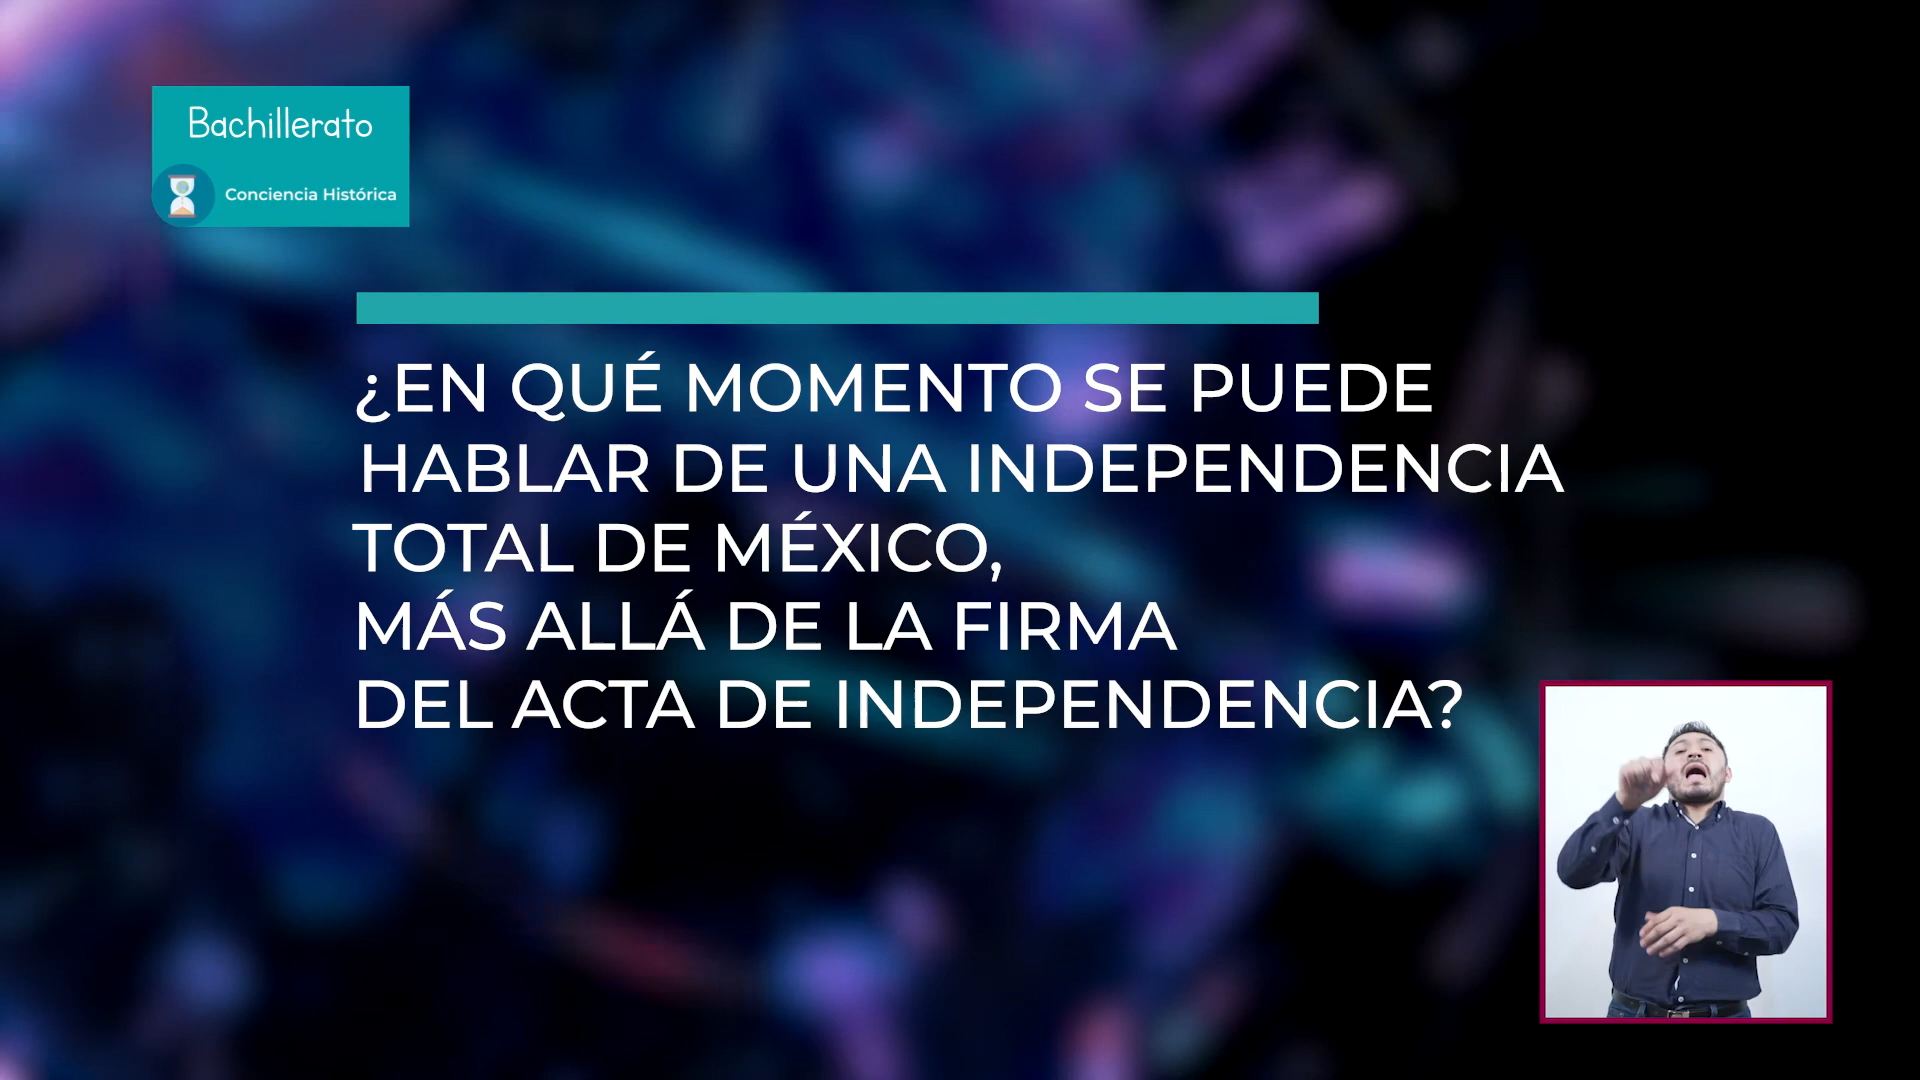 Bachillerato
Conciencia Histórica
¿EN QUÉ MOMENTO SE PUEDE
HABLAR DE UNA INDEPENDENCIA
TOTAL DE MÉXICO,
MÁS ALLÁ DE LA FIRMA
DEL ACTA DE INDEPENDENCIA?